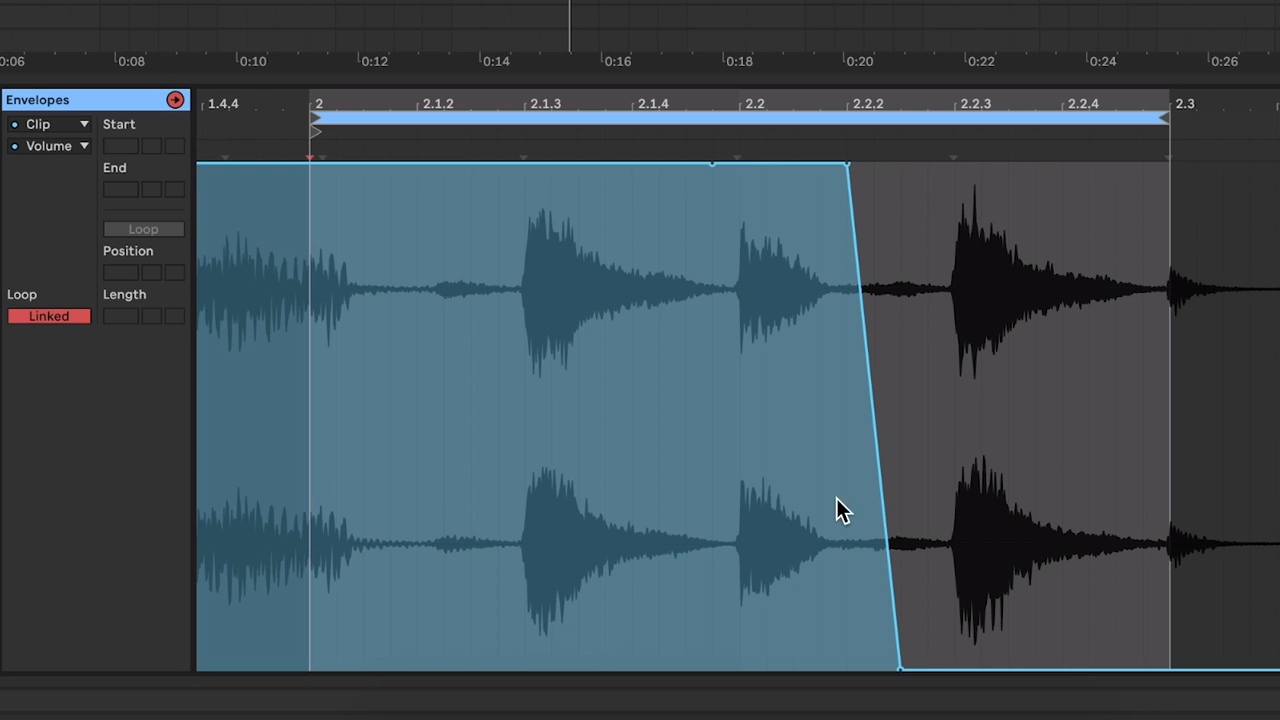 0:06 0:08 0:10 0:12 0:14 0:16 0:18 0:20 0:22 0:24 0:26
Envelopes
1.4.4 2 2.1.2 2.1.3 2.1.4 2.2 2.2.2 2.2.3 2.2.4 2.3
Clip Start
Volume
End
Loop
Position
Loop Length
Linked